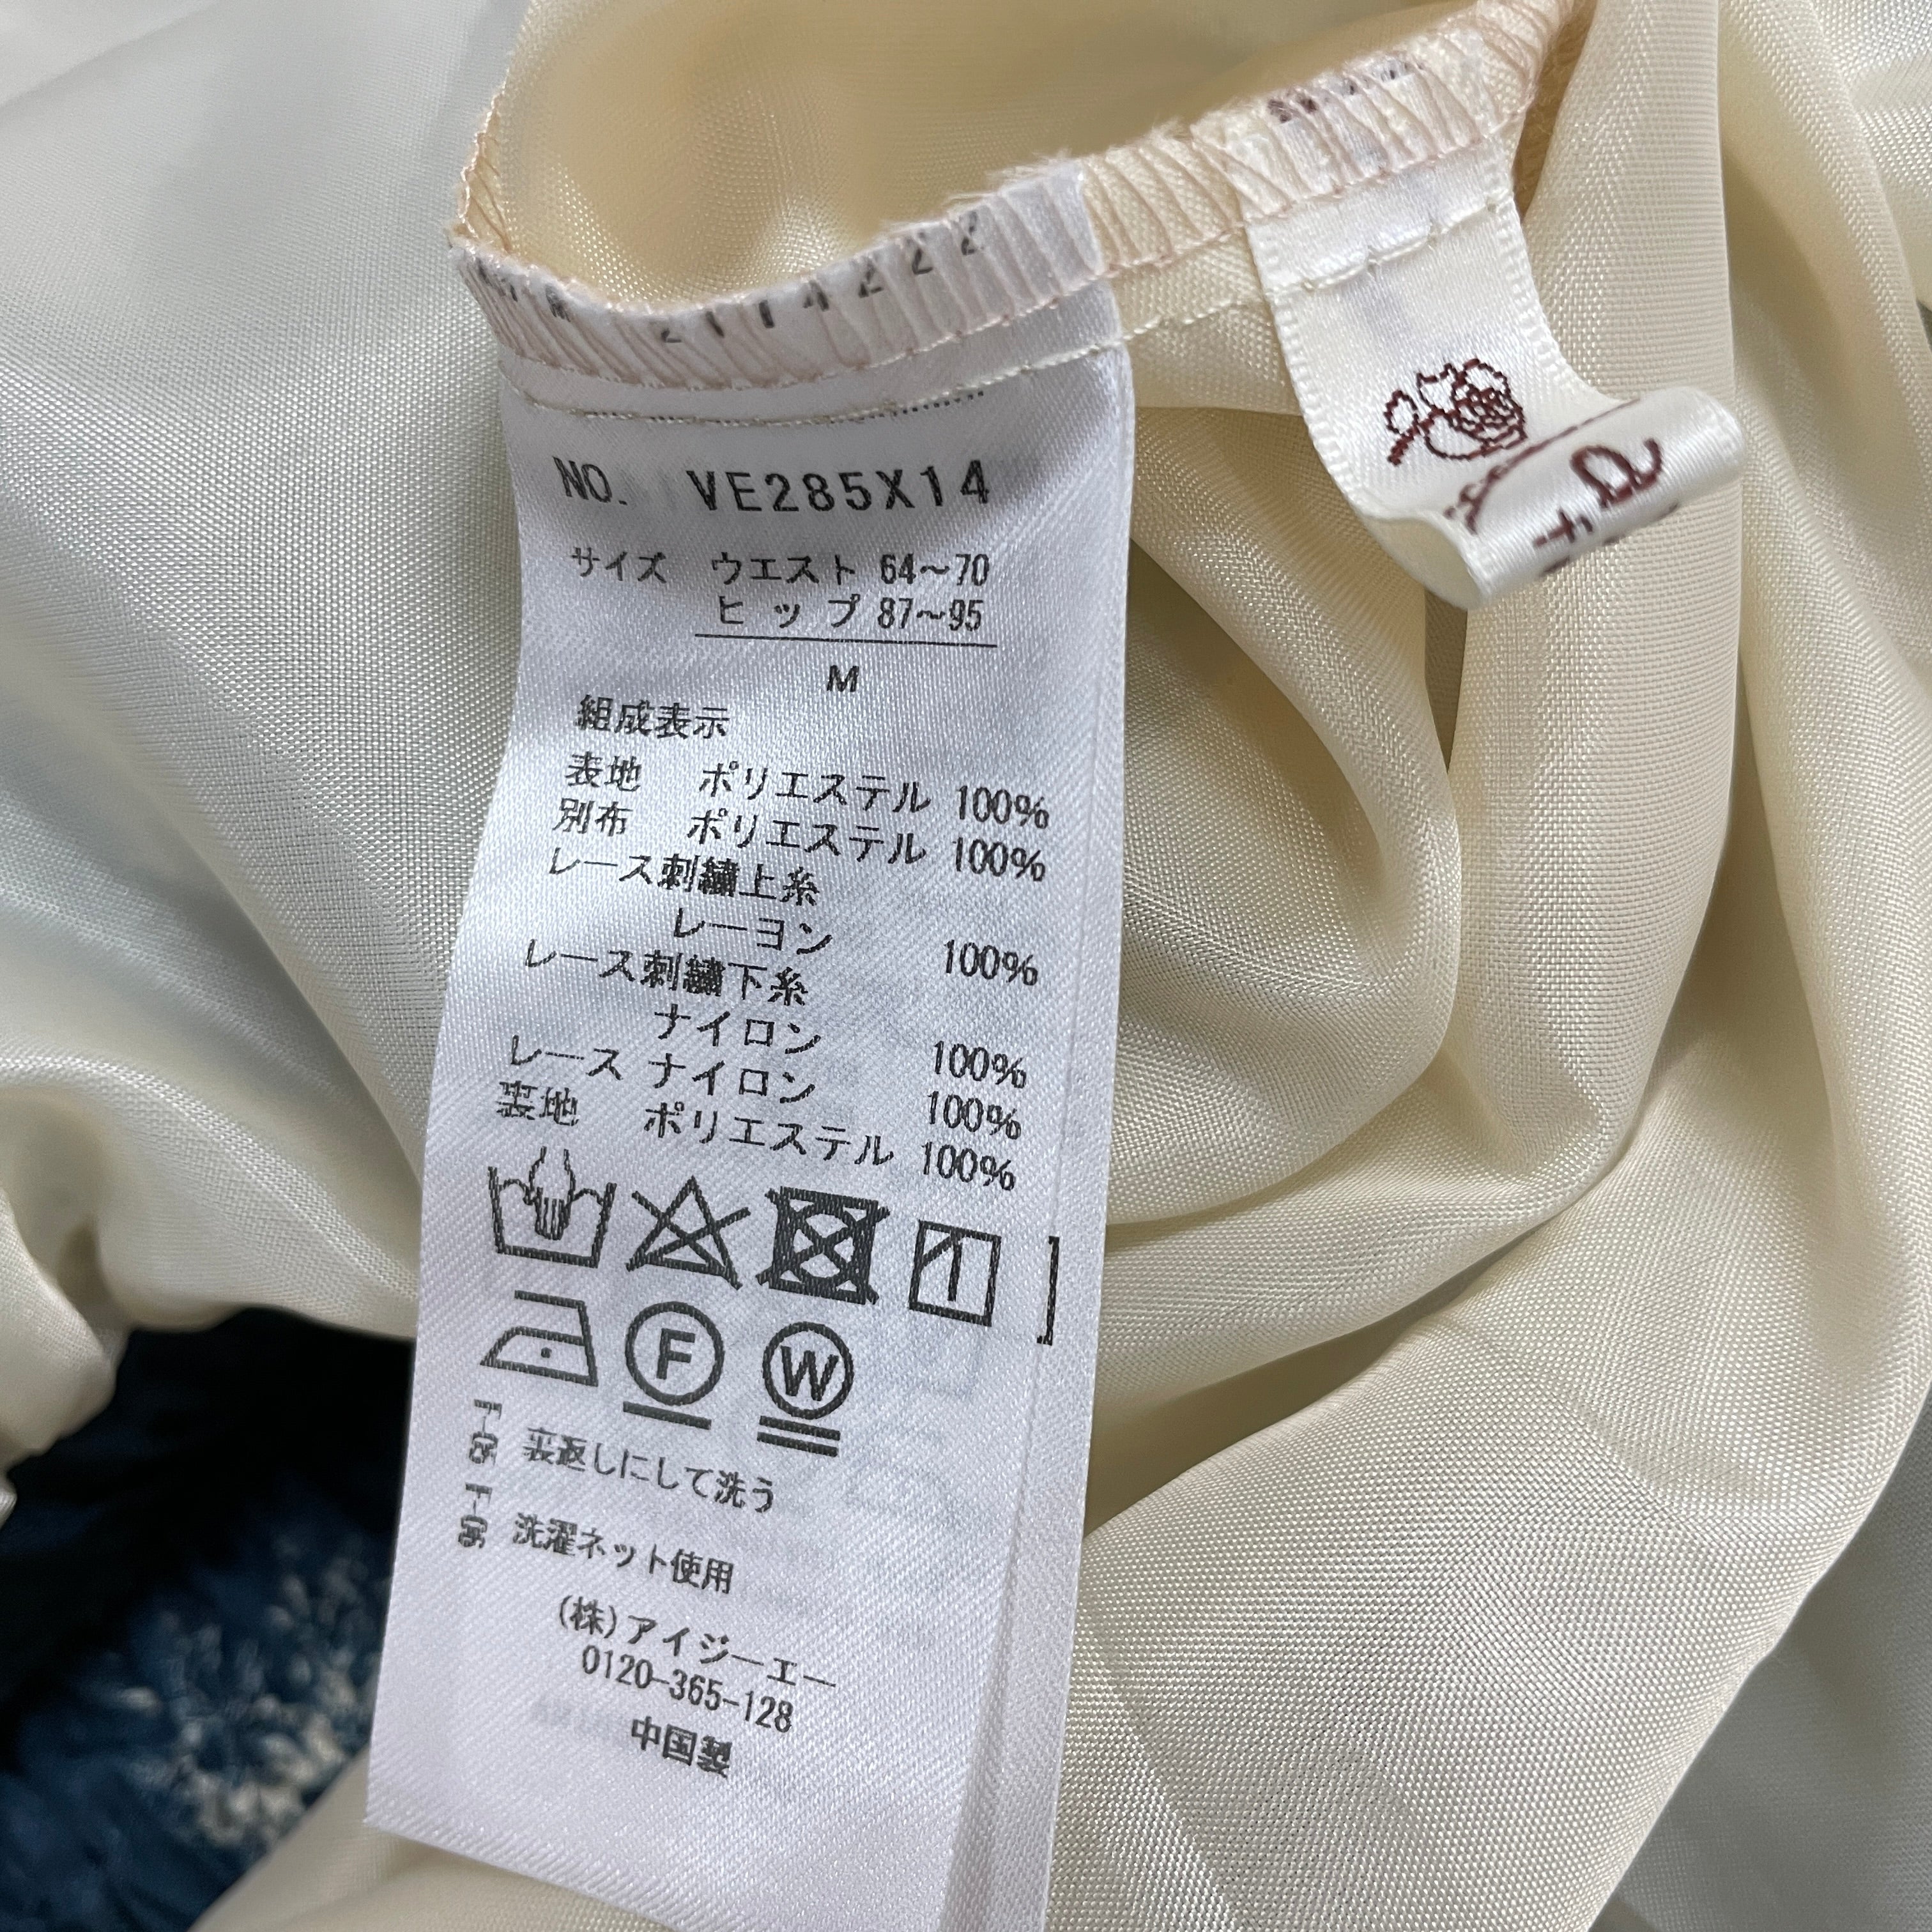 NO. VE285X14
サイズ ウエスト 64～70
ヒップ 87～95
M
組成表示
表地 ポリエステル 100%
別布 ポリエステル 100%
レース刺繍上糸
レーヨン 100%
レース刺繍下糸
ナイロン 100%
レース ナイロン 100%
裏地 ポリエステル 100%
F
W
裏返しにして洗う
洗濯ネット使用
(株)アイジーエー
0120-365-128
中国製